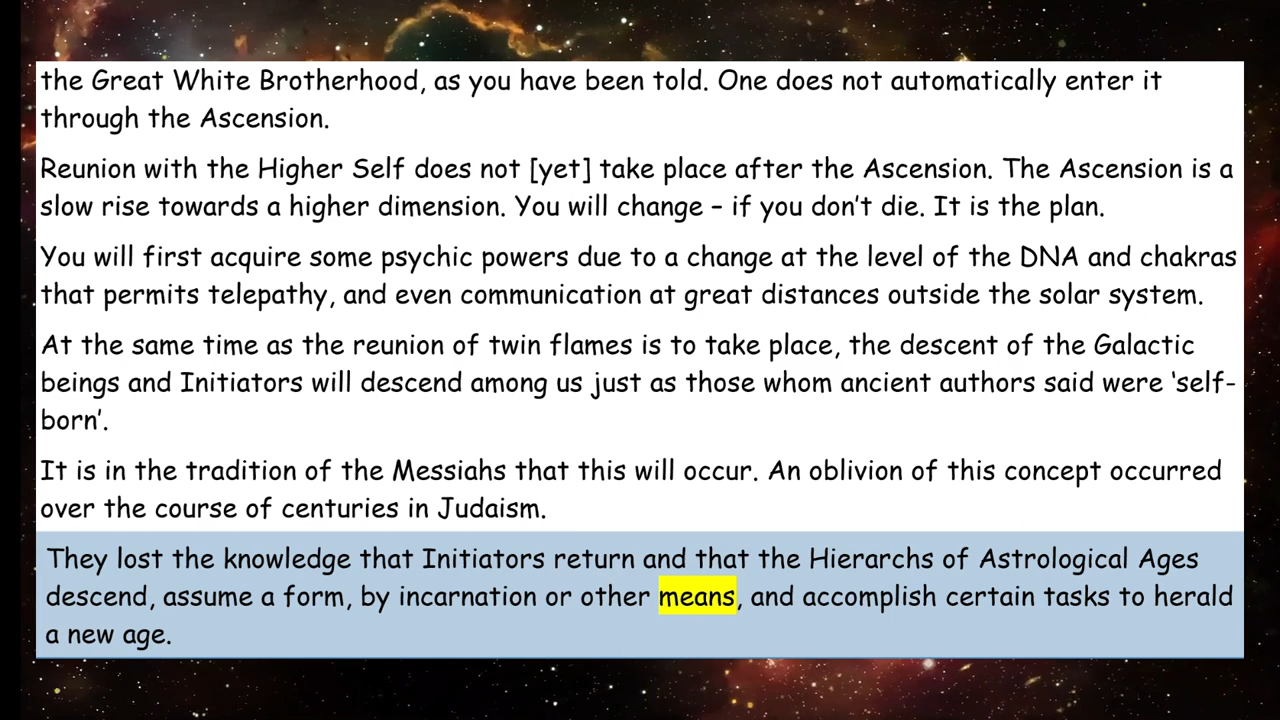 the Great White Brotherhood, as you have been told. One does not automatically enter it
through the Ascension.
Reunion with the Higher Self does not [yet] take place after the Ascension. The Ascension is a
slow rise towards a higher dimension. You will change – if you don’t die. It is the plan.
You will first acquire some psychic powers due to a change at the level of the DNA and chakras
that permits telepathy, and even communication at great distances outside the solar system.
At the same time as the reunion of twin flames is to take place, the descent of the Galactic
beings and Initiators will descend among us just as those whom ancient authors said were ‘self-
born’.
It is in the tradition of the Messiahs that this will occur. An oblivion of this concept occurred
over the course of centuries in Judaism.
They lost the knowledge that Initiators return and that the Hierarchs of Astrological Ages
descend, assume a form, by incarnation or other means, and accomplish certain tasks to herald
a new age.